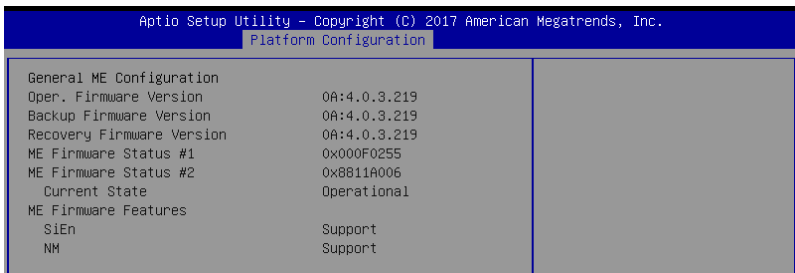 Aptio Setup Utility – Copyright (C) 2017 American Megatrends, Inc.
Platform Configuration
General ME Configuration
Oper. Firmware Version 0A:4.0.3.219
Backup Firmware Version 0A:4.0.3.219
Recovery Firmware Version 0A:4.0.3.219
ME Firmware Status #1 0x000F0255
ME Firmware Status #2 0x8811A006
Current State Operational
ME Firmware Features
SiEn Support
NM Support